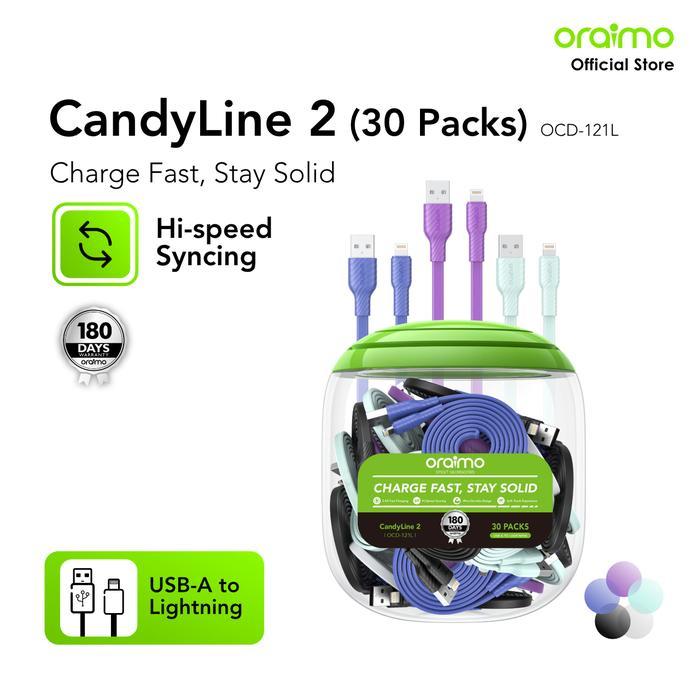 oraimo
Official Store
CandyLine 2 (30 Packs) OCD-121L
Charge Fast, Stay Solid
Hi-speed
Syncing
180
DAYS
WARRANTY
oraimo
oraimo
CHARGE FAST, STAY SOLID
CandyLine 2
( OCD-121L )
180
DAYS
30 PACKS
USB-A to
Lightning